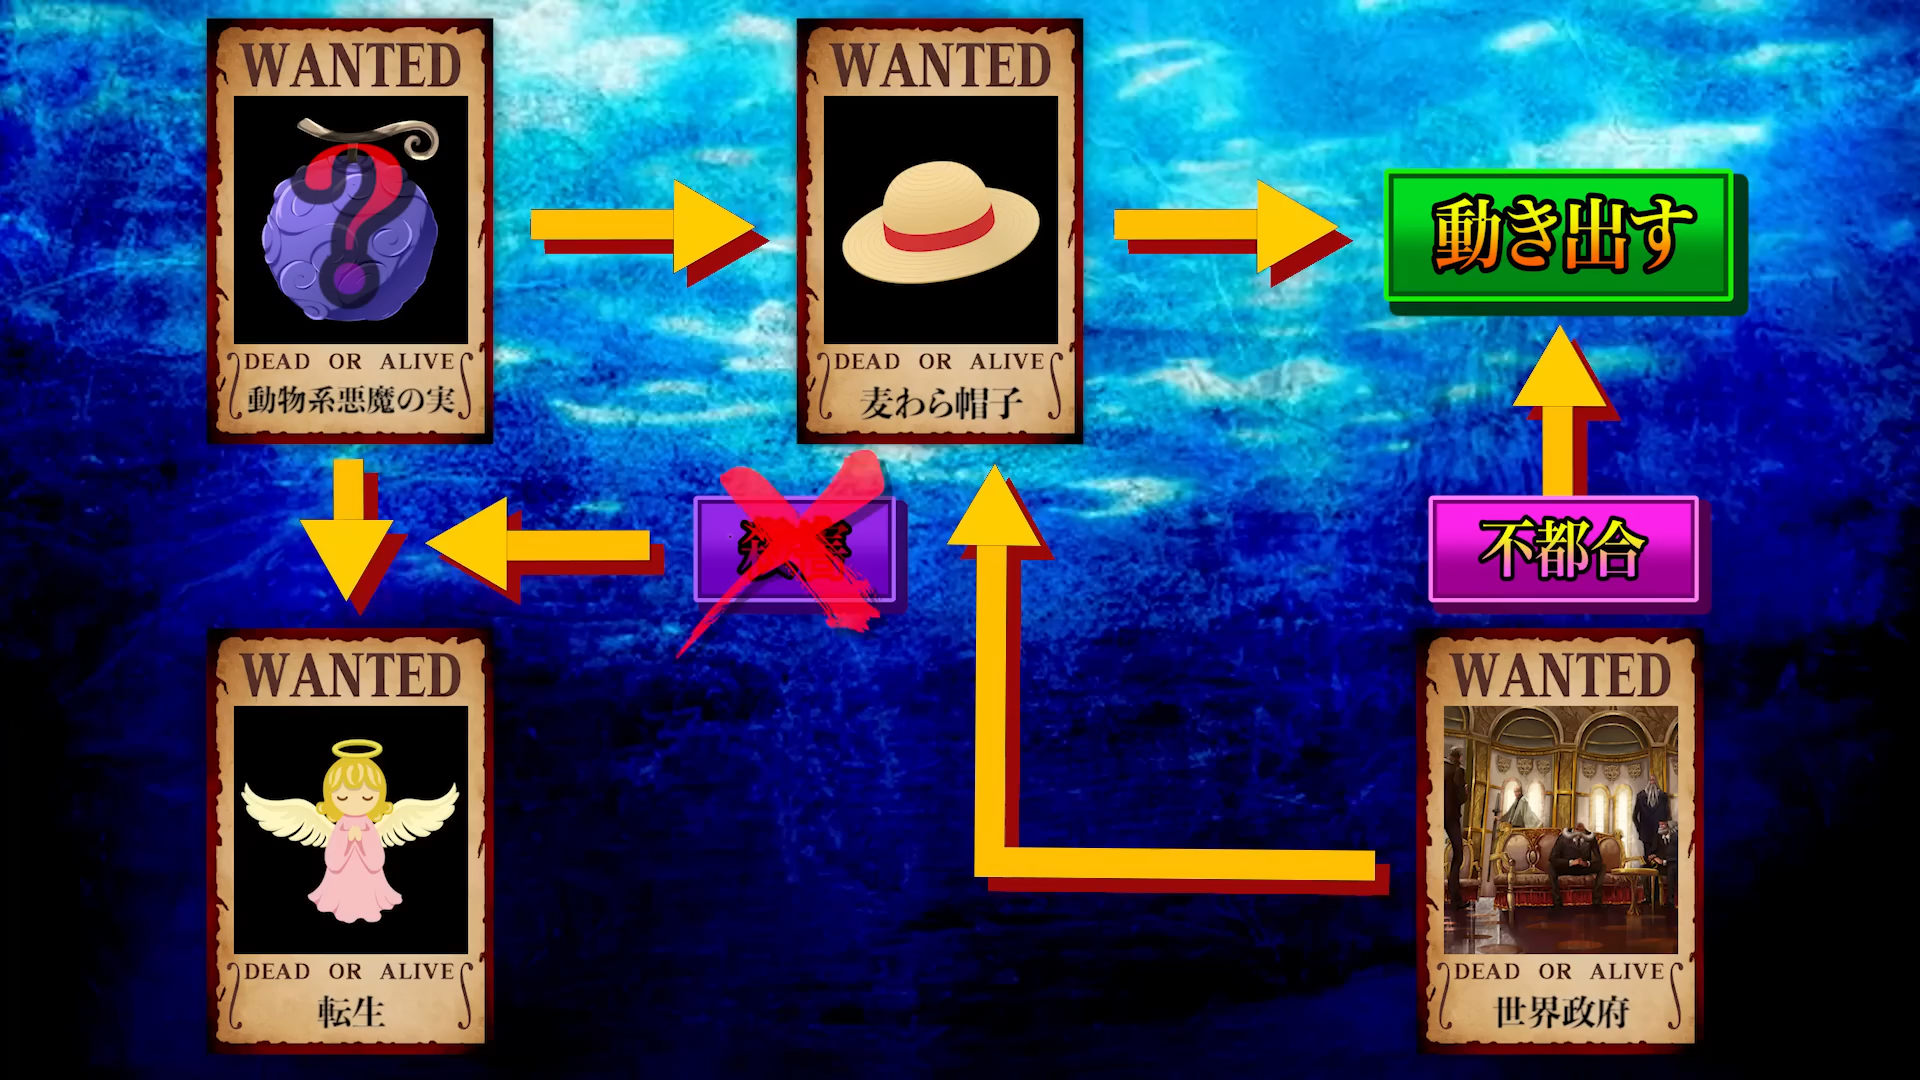 WANTED
DEAD OR ALIVE
動物系悪魔の実
WANTED
DEAD OR ALIVE
麦わら帽子
動き出す
不都合
WANTED
DEAD OR ALIVE
転生
WANTED
DEAD OR ALIVE
世界政府